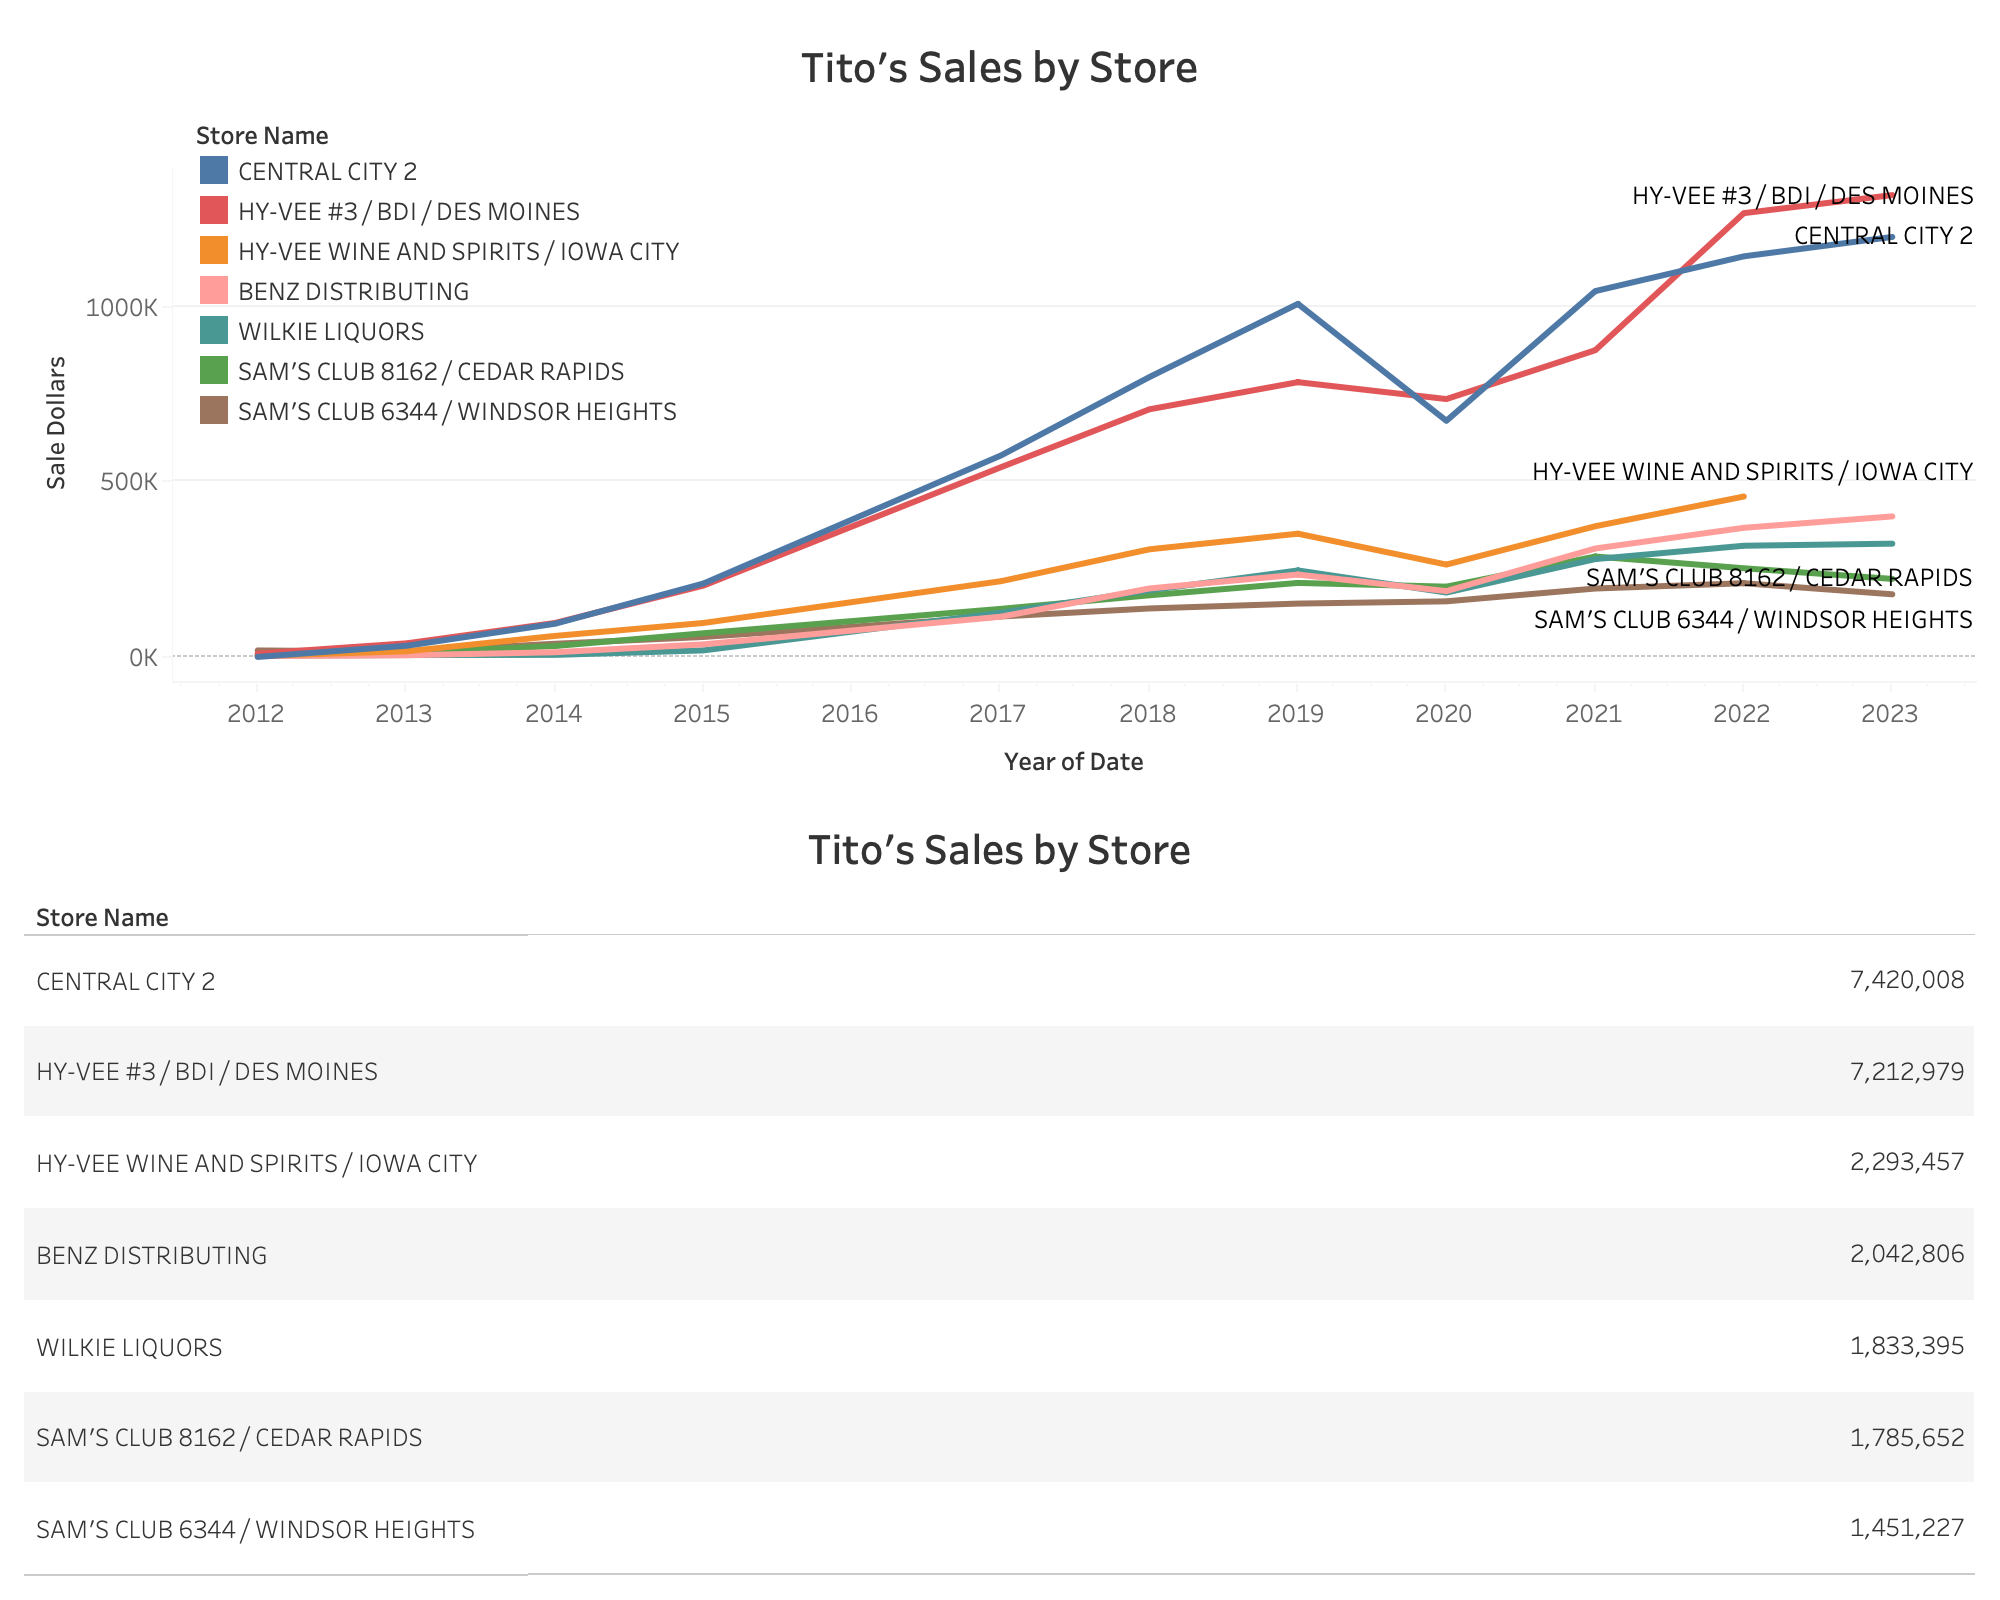 Tito's Sales by Store
Store Name
CENTRAL CITY 2
HY-VEE #3 / BDI / DES MOINES
HY-VEE WINE AND SPIRITS / IOWA CITY
BENZ DISTRIBUTING
WILKIE LIQUORS
SAM'S CLUB 8162 / CEDAR RAPIDS
SAM'S CLUB 6344 / WINDSOR HEIGHTS
HY-VEE #3 / BDI / DES MOINES
CENTRAL CITY 2
HY-VEE WINE AND SPIRITS / IOWA CITY
SAM'S CLUB 8162 / CEDAR RAPIDS
SAM'S CLUB 6344 / WINDSOR HEIGHTS
Sale Dollars
1000K
500K
0K
2012 2013 2014 2015 2016 2017 2018 2019 2020 2021 2022 2023
Year of Date
Tito's Sales by Store
Store Name
CENTRAL CITY 2 7,420,008
HY-VEE #3 / BDI / DES MOINES 7,212,979
HY-VEE WINE AND SPIRITS / IOWA CITY 2,293,457
BENZ DISTRIBUTING 2,042,806
WILKIE LIQUORS 1,833,395
SAM'S CLUB 8162 / CEDAR RAPIDS 1,785,652
SAM'S CLUB 6344 / WINDSOR HEIGHTS 1,451,227